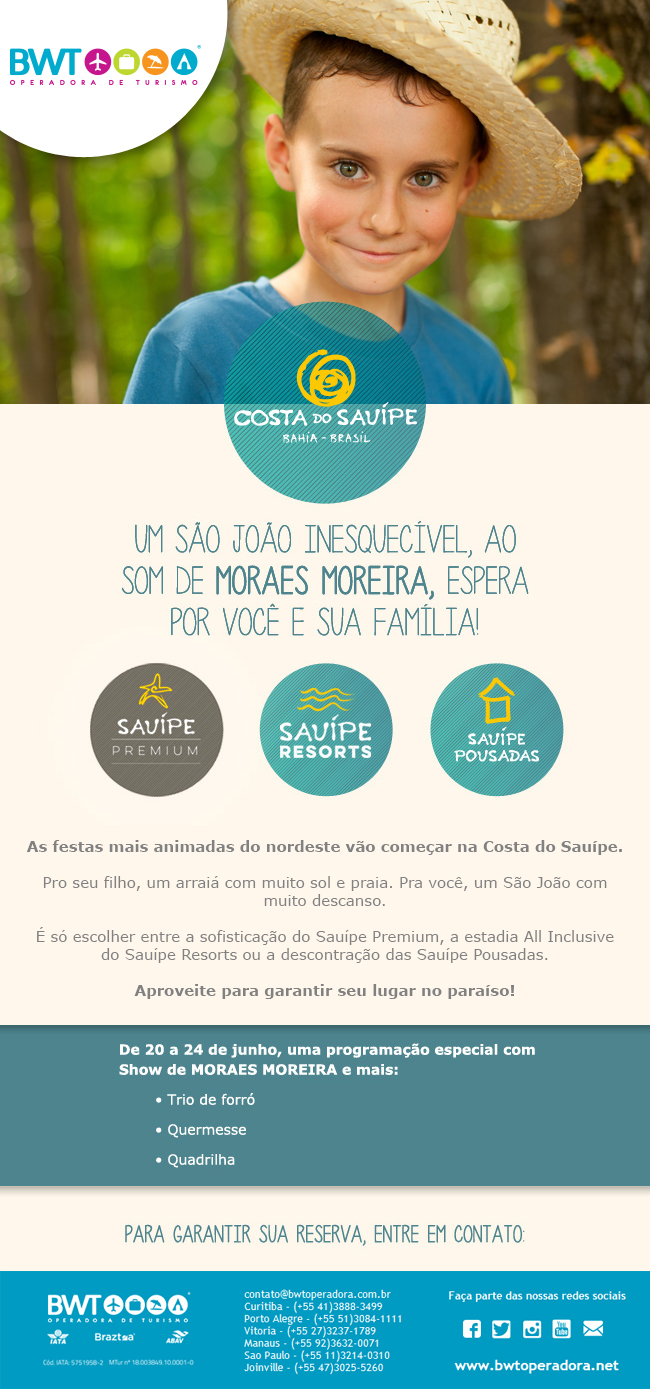 BWT
OPERADORA DE TURISMO
COSTA DO SAUÍPE
BAHIA - BRASIL
UM SÃO JOÃO INESQUECÍVEL, AO
SOM DE MORAES MOREIRA, ESPERA
POR VOCÊ E SUA FAMÍLIA!
SAUÍPE
PREMIUM
SAUÍPE
RESORTS
SAUÍPE
POUSADAS
As festas mais animadas do nordeste vão começar na Costa do Sauípe.
Pro seu filho, um arraiá com muito sol e praia. Pra você, um São João com
muito descanso.
É só escolher entre a sofisticação do Sauípe Premium, a estadia All Inclusive
do Sauípe Resorts ou a descontração das Sauípe Pousadas.
Aproveite para garantir seu lugar no paraíso!
De 20 a 24 de junho, uma programação especial com
Show de MORAES MOREIRA e mais:
• Trio de forró
• Quermesse
• Quadrilha
PARA GARANTIR SUA RESERVA, ENTRE EM CONTATO:
BWT
OPERADORA DE TURISMO
IATA Braztoa ABAV
Cód. IATA: 5751958-2 MTur nº 18.003849.10.0001-0
contato@bwtoperadora.com.br
Curitiba - (+55 41)3888-3499
Porto Alegre - (+55 51)3084-1111
Vitoria - (+55 27)3237-1789
Manaus - (+55 92)3632-0071
Sao Paulo - (+55 11)3214-0310
Joinville - (+55 47)3025-5260
Faça parte das nossas redes sociais
You Tube
www.bwtoperadora.net